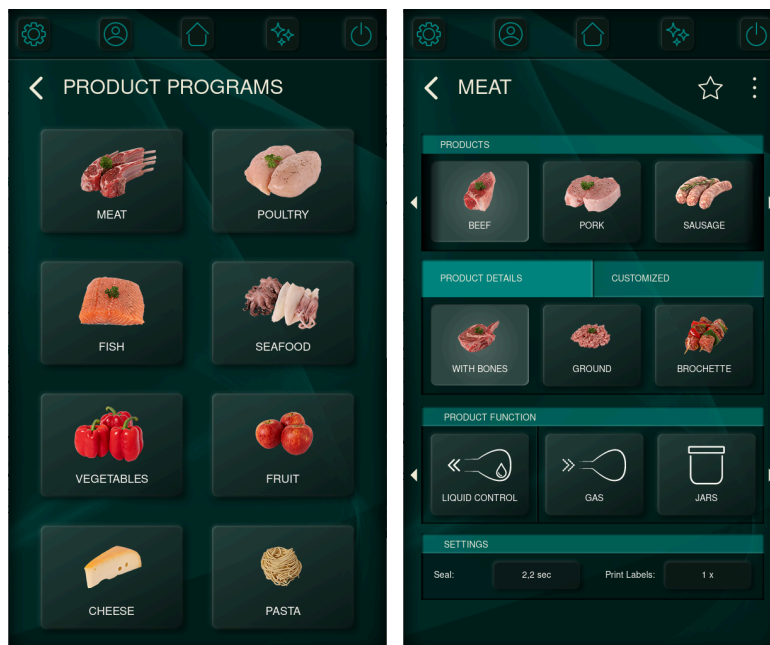 PRODUCT PROGRAMS
MEAT
POULTRY
FISH
SEAFOOD
VEGETABLES
FRUIT
CHEESE
PASTA
MEAT
PRODUCTS
BEEF
PORK
SAUSAGE
PRODUCT DETAILS
CUSTOMIZED
WITH BONES
GROUND
BROCHETTE
PRODUCT FUNCTION
LIQUID CONTROL
GAS
JARS
SETTINGS
Seal: 2,2 sec Print Labels: 1 x